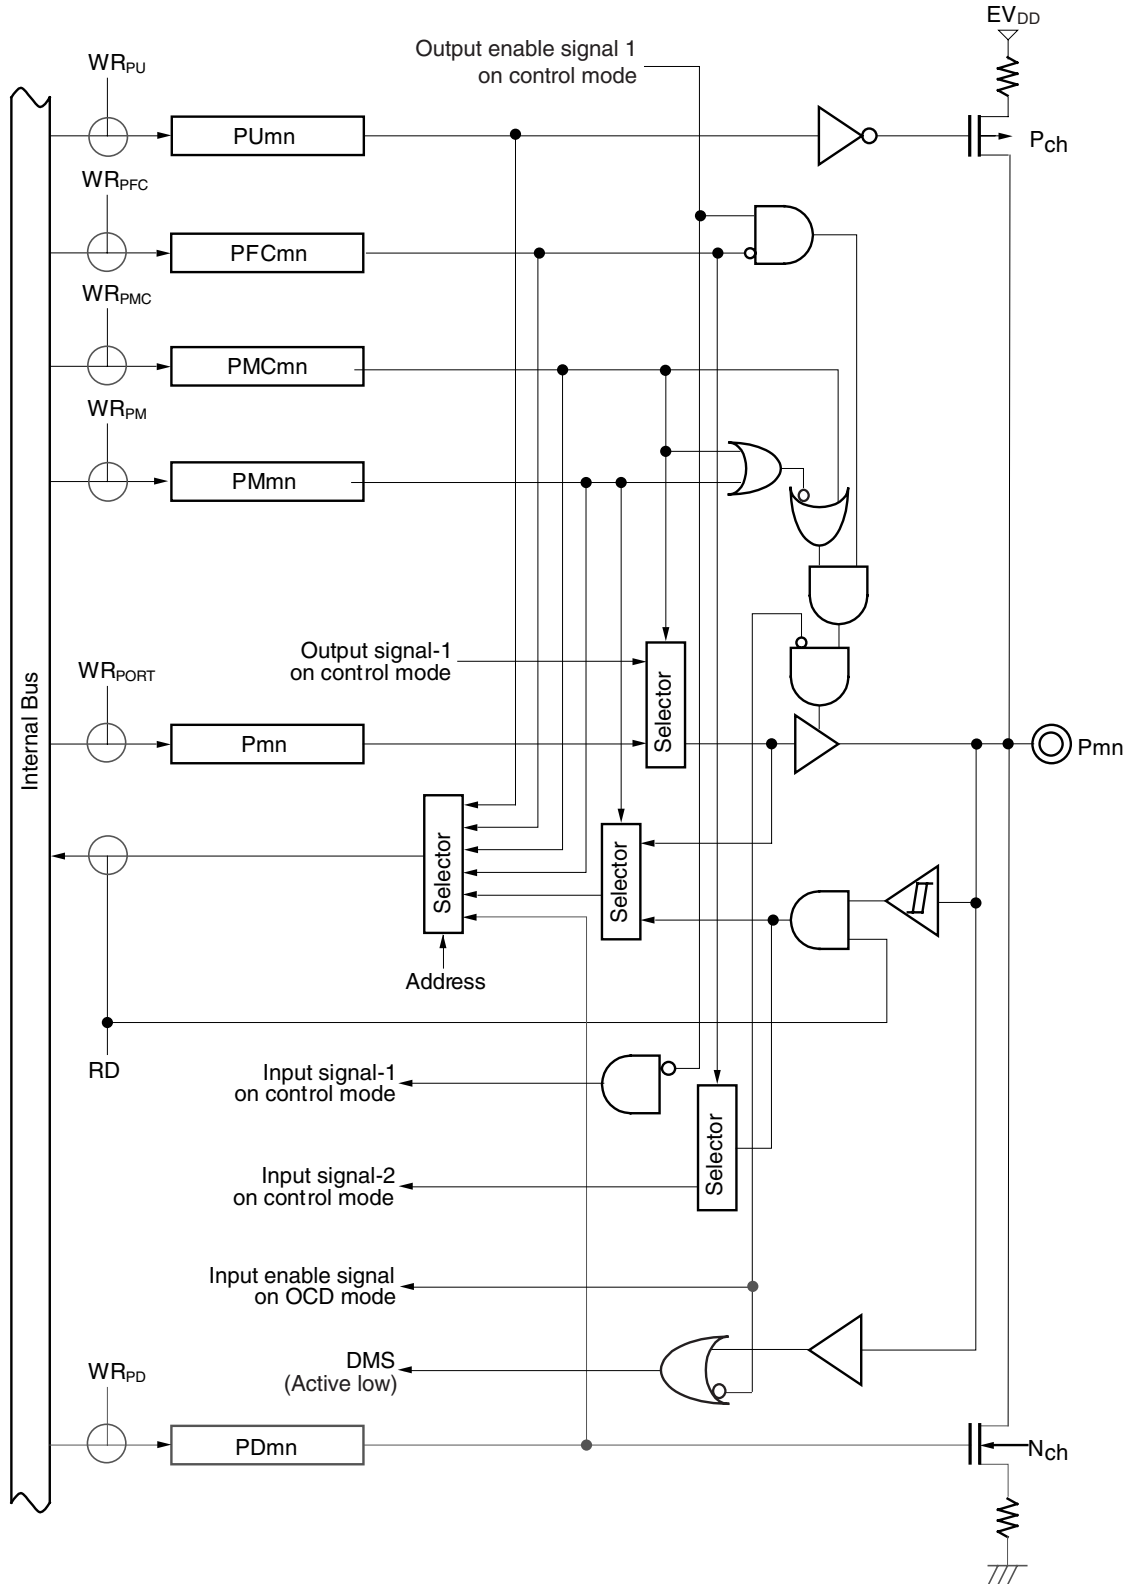 EVDD
Output enable signal 1
on control mode
WRPU
PUmn
Pch
WRPFC
PFCmn
WRPMC
PMCmn
WRPM
PMmn
Output signal-1
on control mode
Selector
WRPORT
Pmn
Pmn
Internal Bus
Selector
Selector
Address
RD
Input signal-1
on control mode
Selector
Input signal-2
on control mode
Input enable signal
on OCD mode
DMS
(Active low)
WRPD
PDmn
Nch